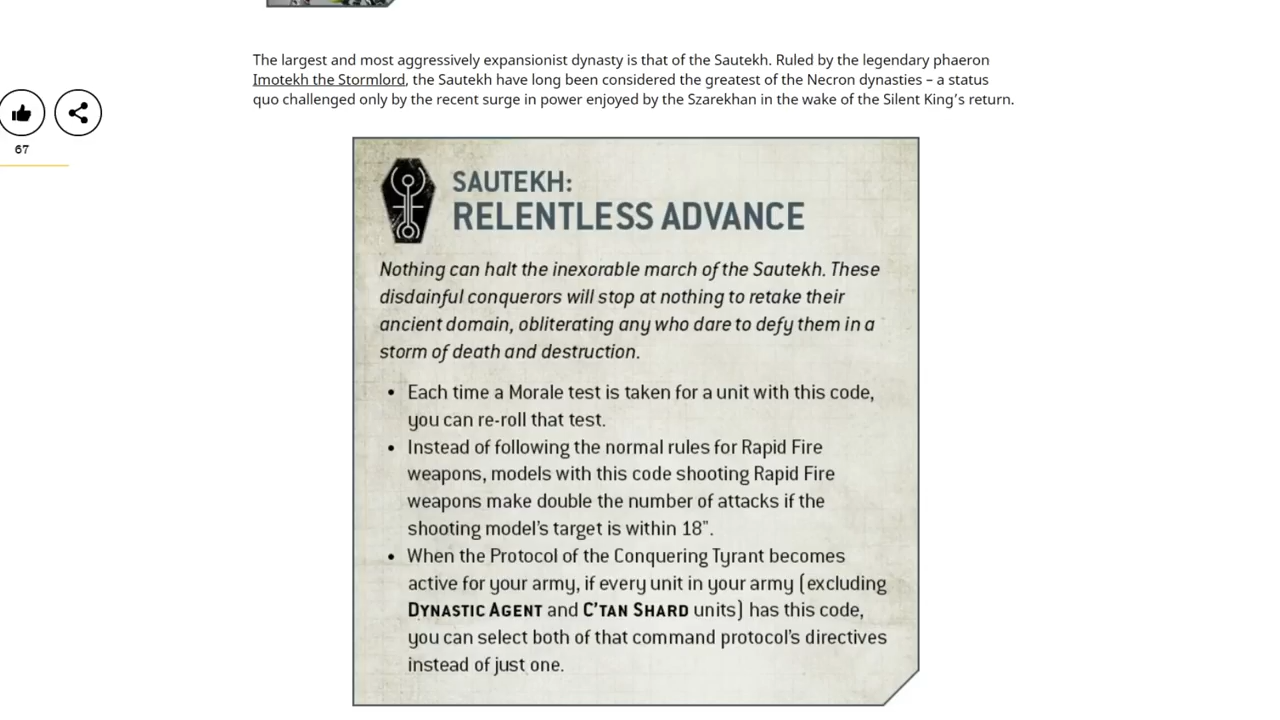 The largest and most aggressively expansionist dynasty is that of the Sautekh. Ruled by the legendary phaeron
Imotekh the Stormlord, the Sautekh have long been considered the greatest of the Necron dynasties – a status
quo challenged only by the recent surge in power enjoyed by the Szarekhan in the wake of the Silent King's return.
67
SAUTEKH:
RELENTLESS ADVANCE
Nothing can halt the inexorable march of the Sautekh. These
disdainful conquerors will stop at nothing to retake their
ancient domain, obliterating any who dare to defy them in a
storm of death and destruction.
• Each time a Morale test is taken for a unit with this code,
you can re-roll that test.
• Instead of following the normal rules for Rapid Fire
weapons, models with this code shooting Rapid Fire
weapons make double the number of attacks if the
shooting model's target is within 18".
• When the Protocol of the Conquering Tyrant becomes
active for your army, if every unit in your army (excluding
DYNASTIC AGENT and C'TAN SHARD units) has this code,
you can select both of that command protocol's directives
instead of just one.